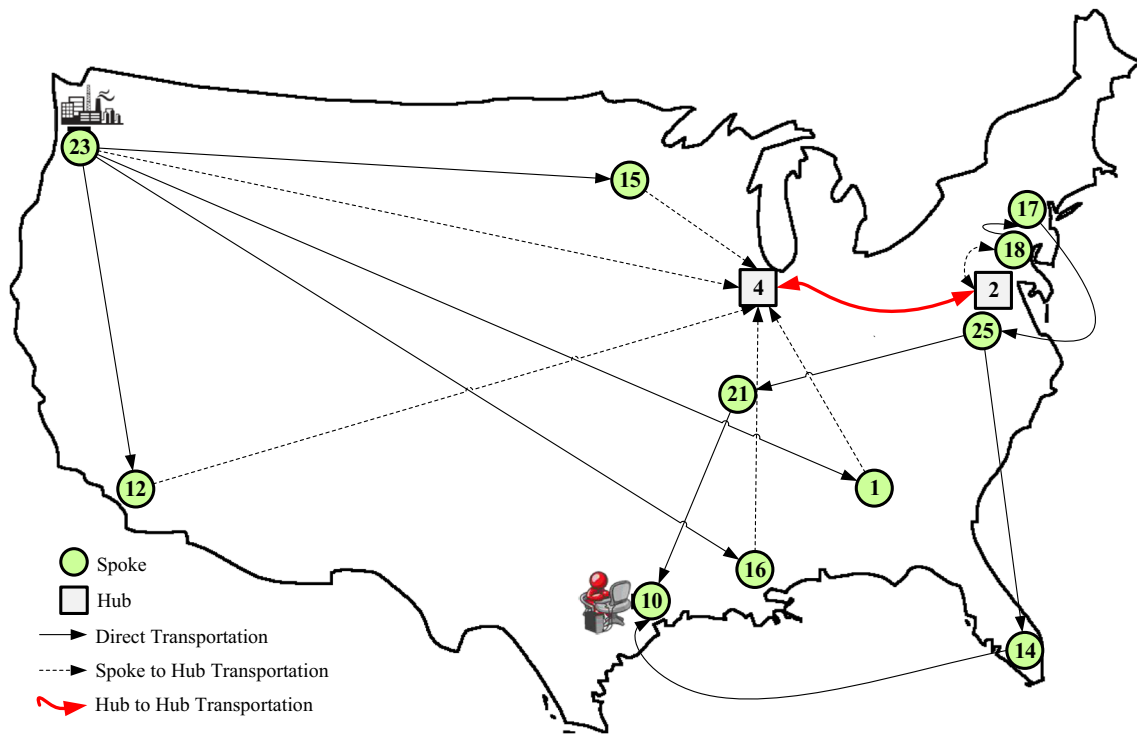 23
15
17
18
4
2
25
21
12
1
16
10
14
Spoke
Hub
Direct Transportation
Spoke to Hub Transportation
Hub to Hub Transportation